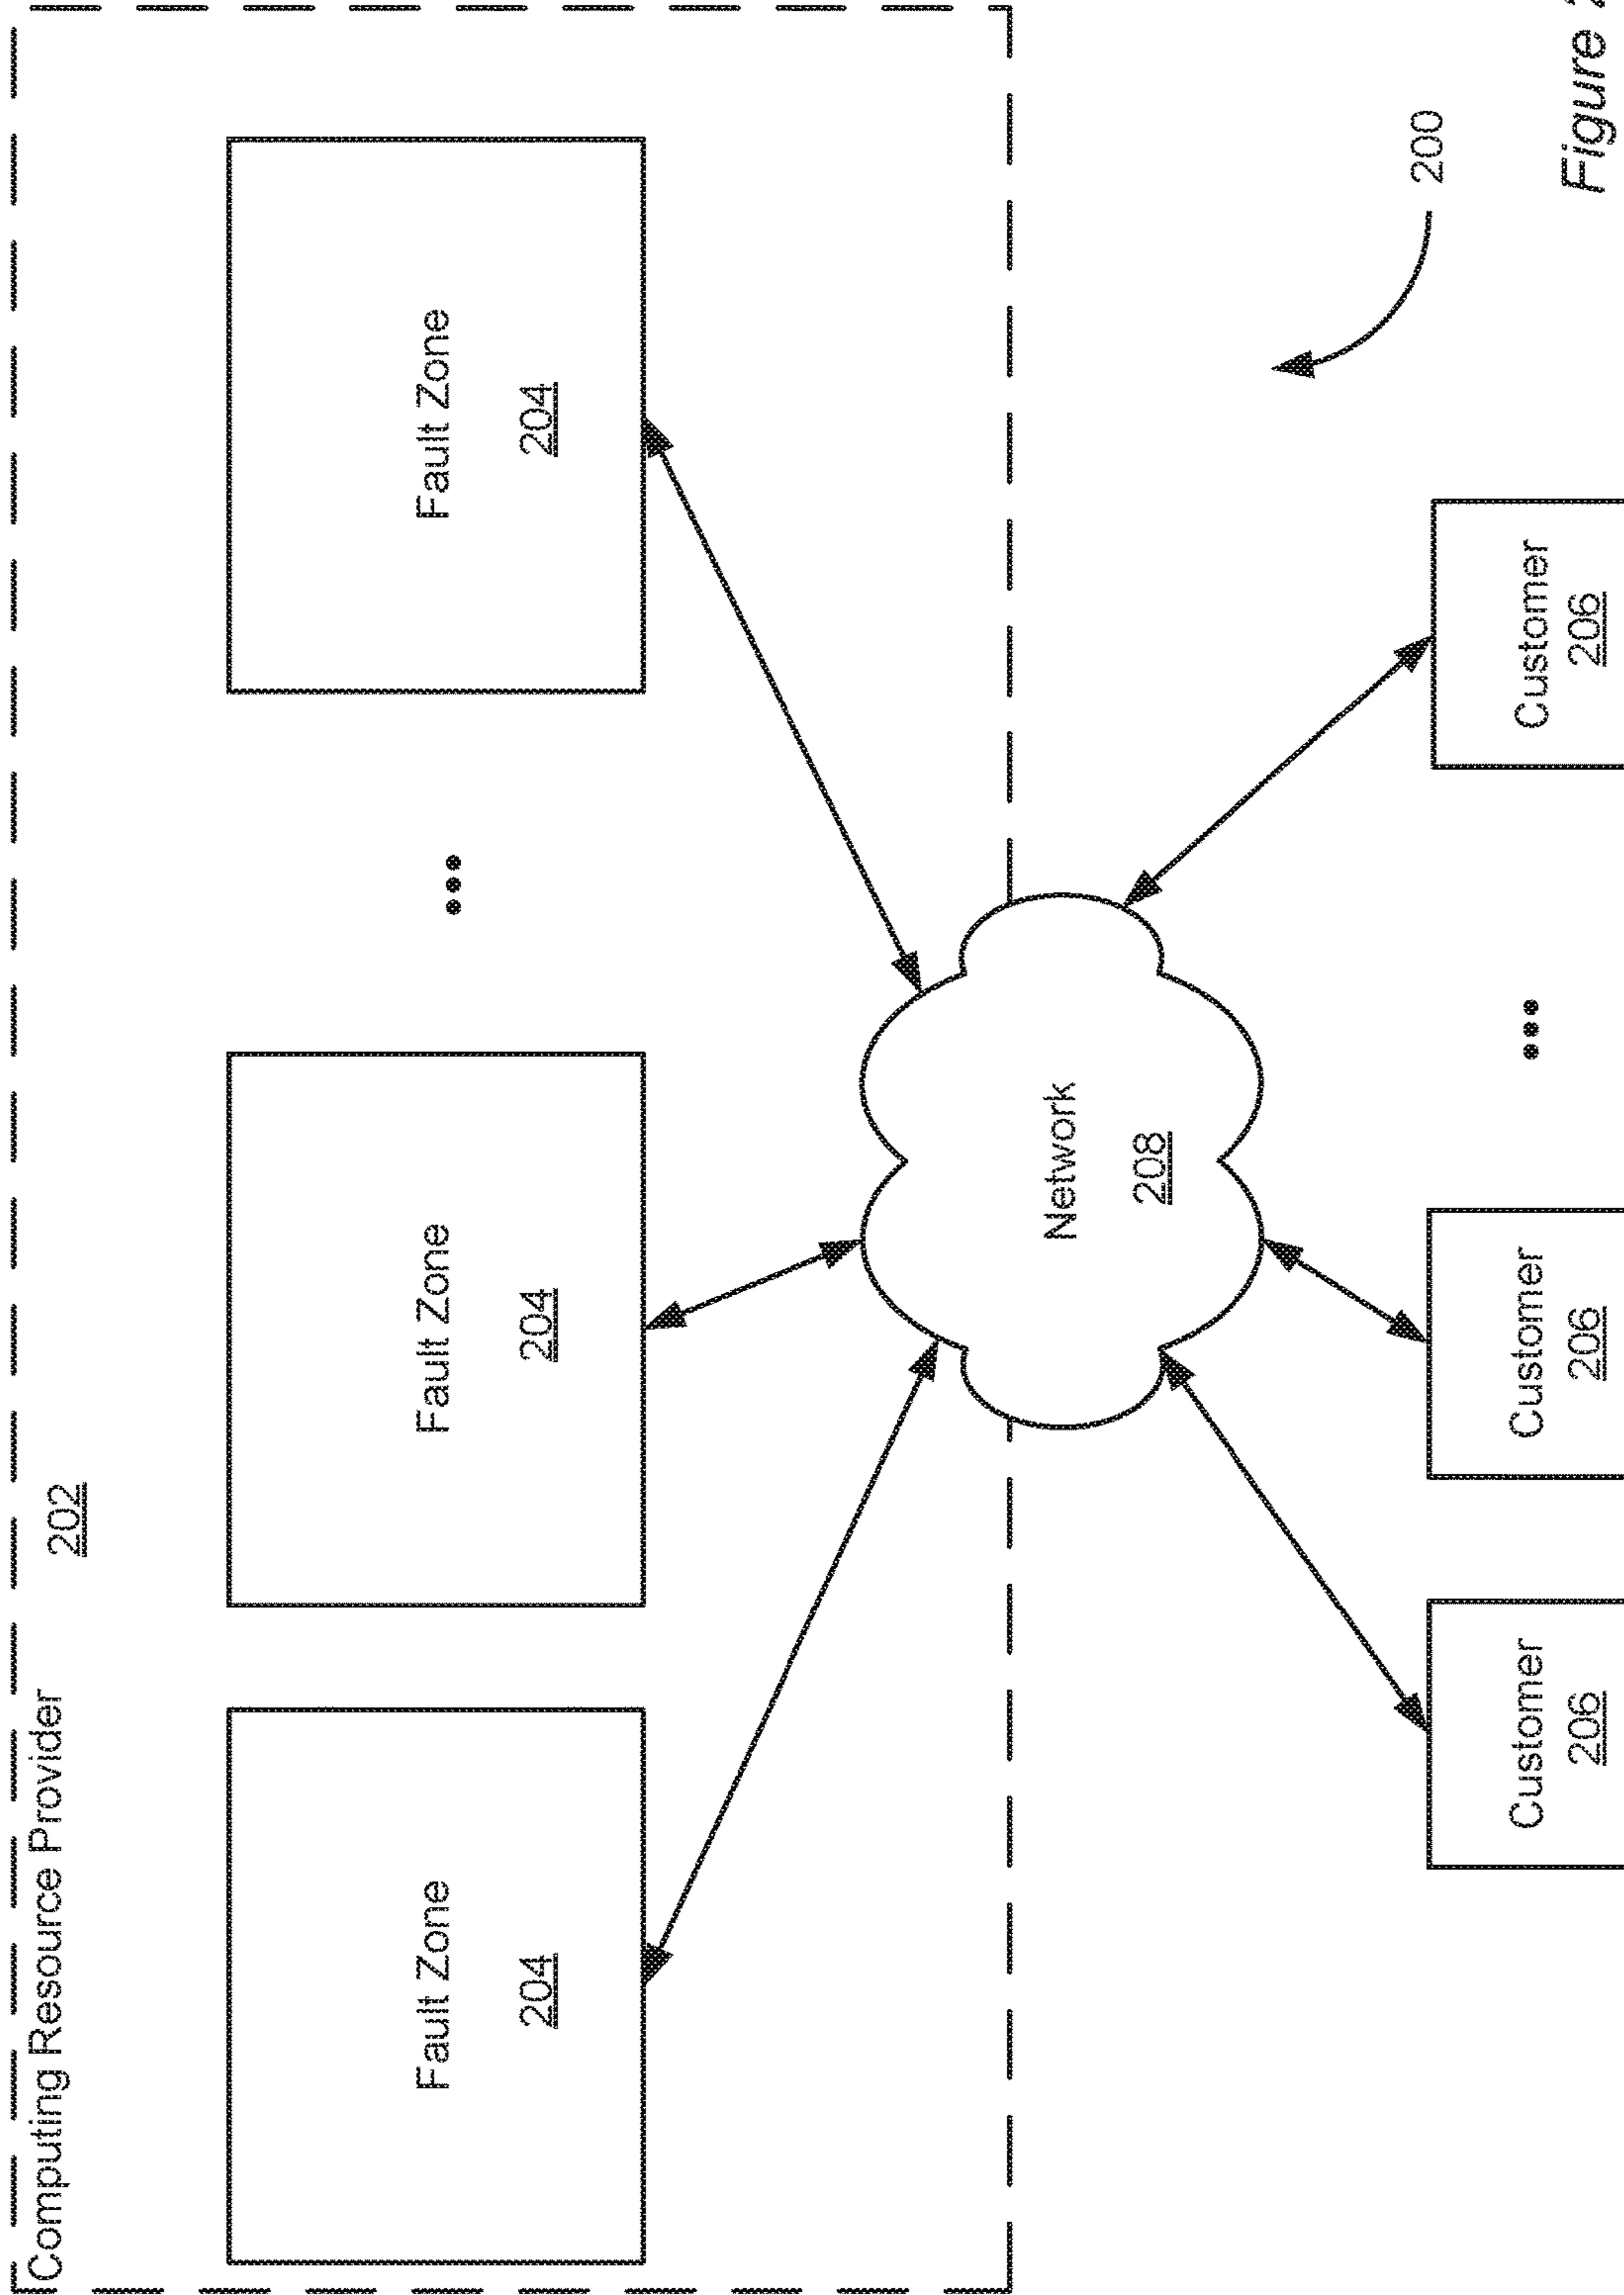 Computing Resource Provider
202
Fault Zone
204
Fault Zone
204
...
Fault Zone
204
Network
208
200
Customer
206
Customer
206
...
Customer
206
Figure